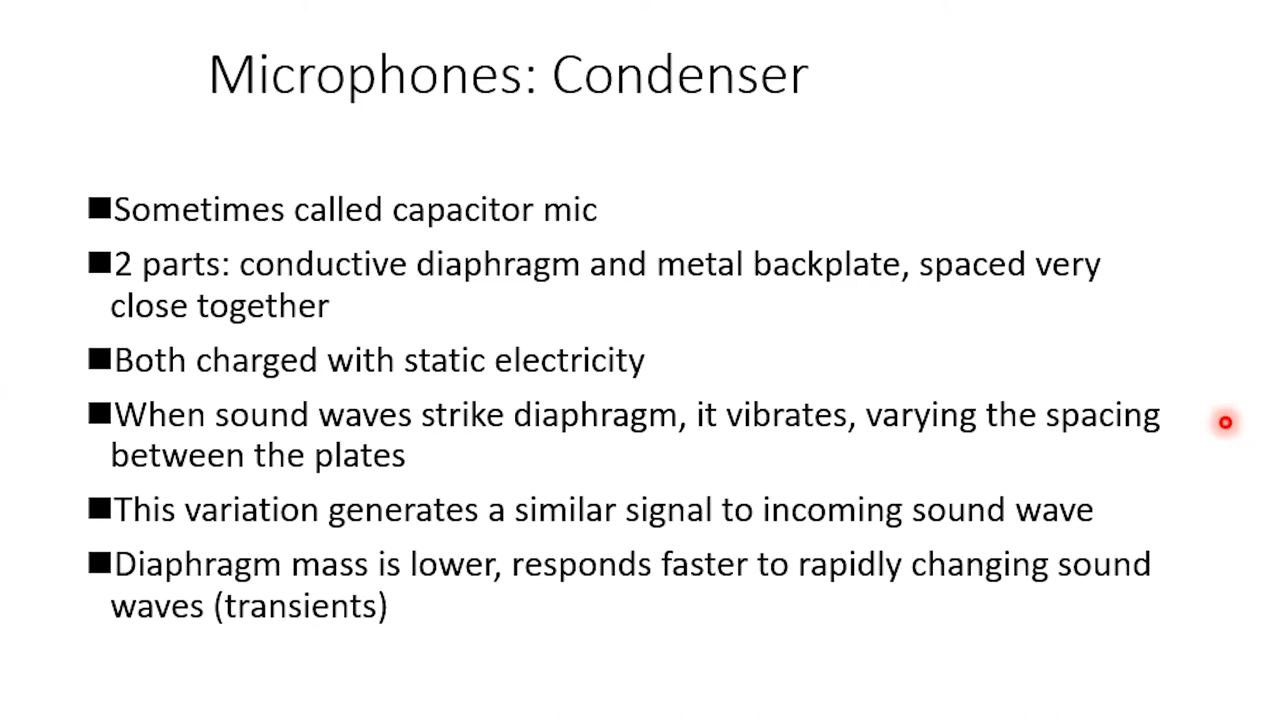 Microphones: Condenser
■Sometimes called capacitor mic
■2 parts: conductive diaphragm and metal backplate, spaced very
close together
■Both charged with static electricity
■When sound waves strike diaphragm, it vibrates, varying the spacing
between the plates
■This variation generates a similar signal to incoming sound wave
■Diaphragm mass is lower, responds faster to rapidly changing sound
waves (transients)